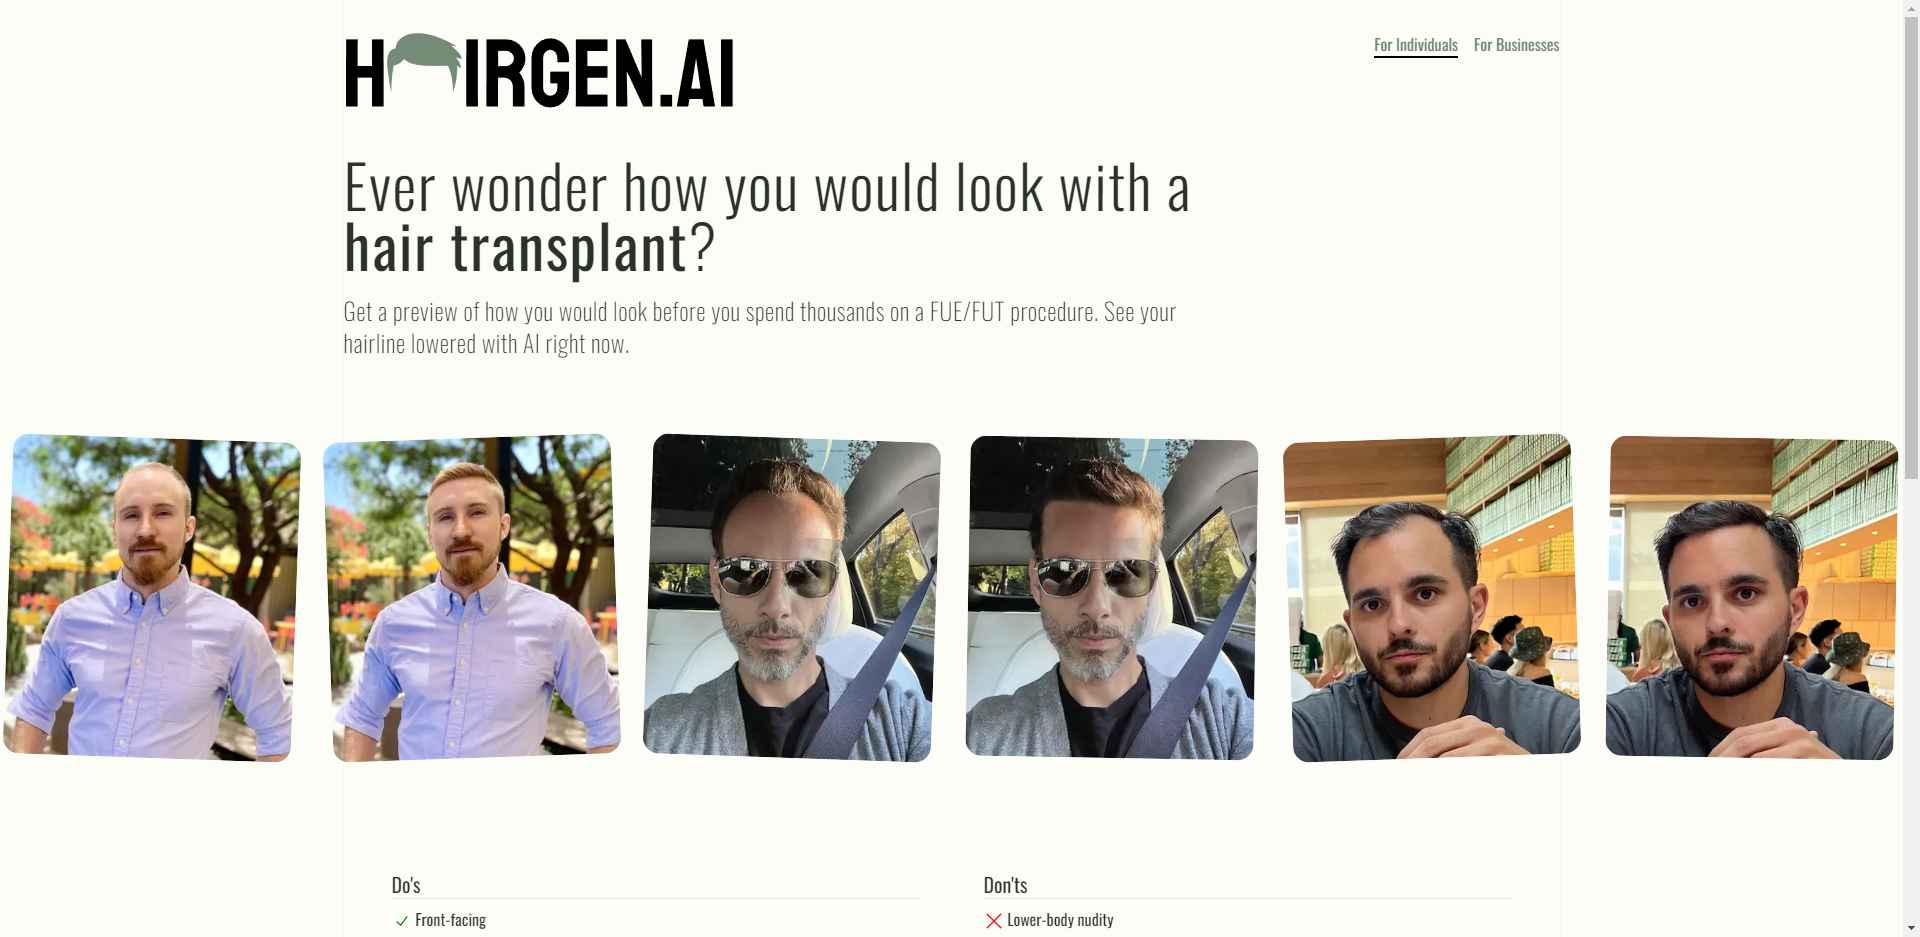 HAIRGEN.AI
For Individuals
For Businesses
Ever wonder how you would look with a
hair transplant?
Get a preview of how you would look before you spend thousands on a FUE/FUT procedure. See your
hairline lowered with AI right now.
Do's
Front-facing
Don'ts
Lower-body nudity